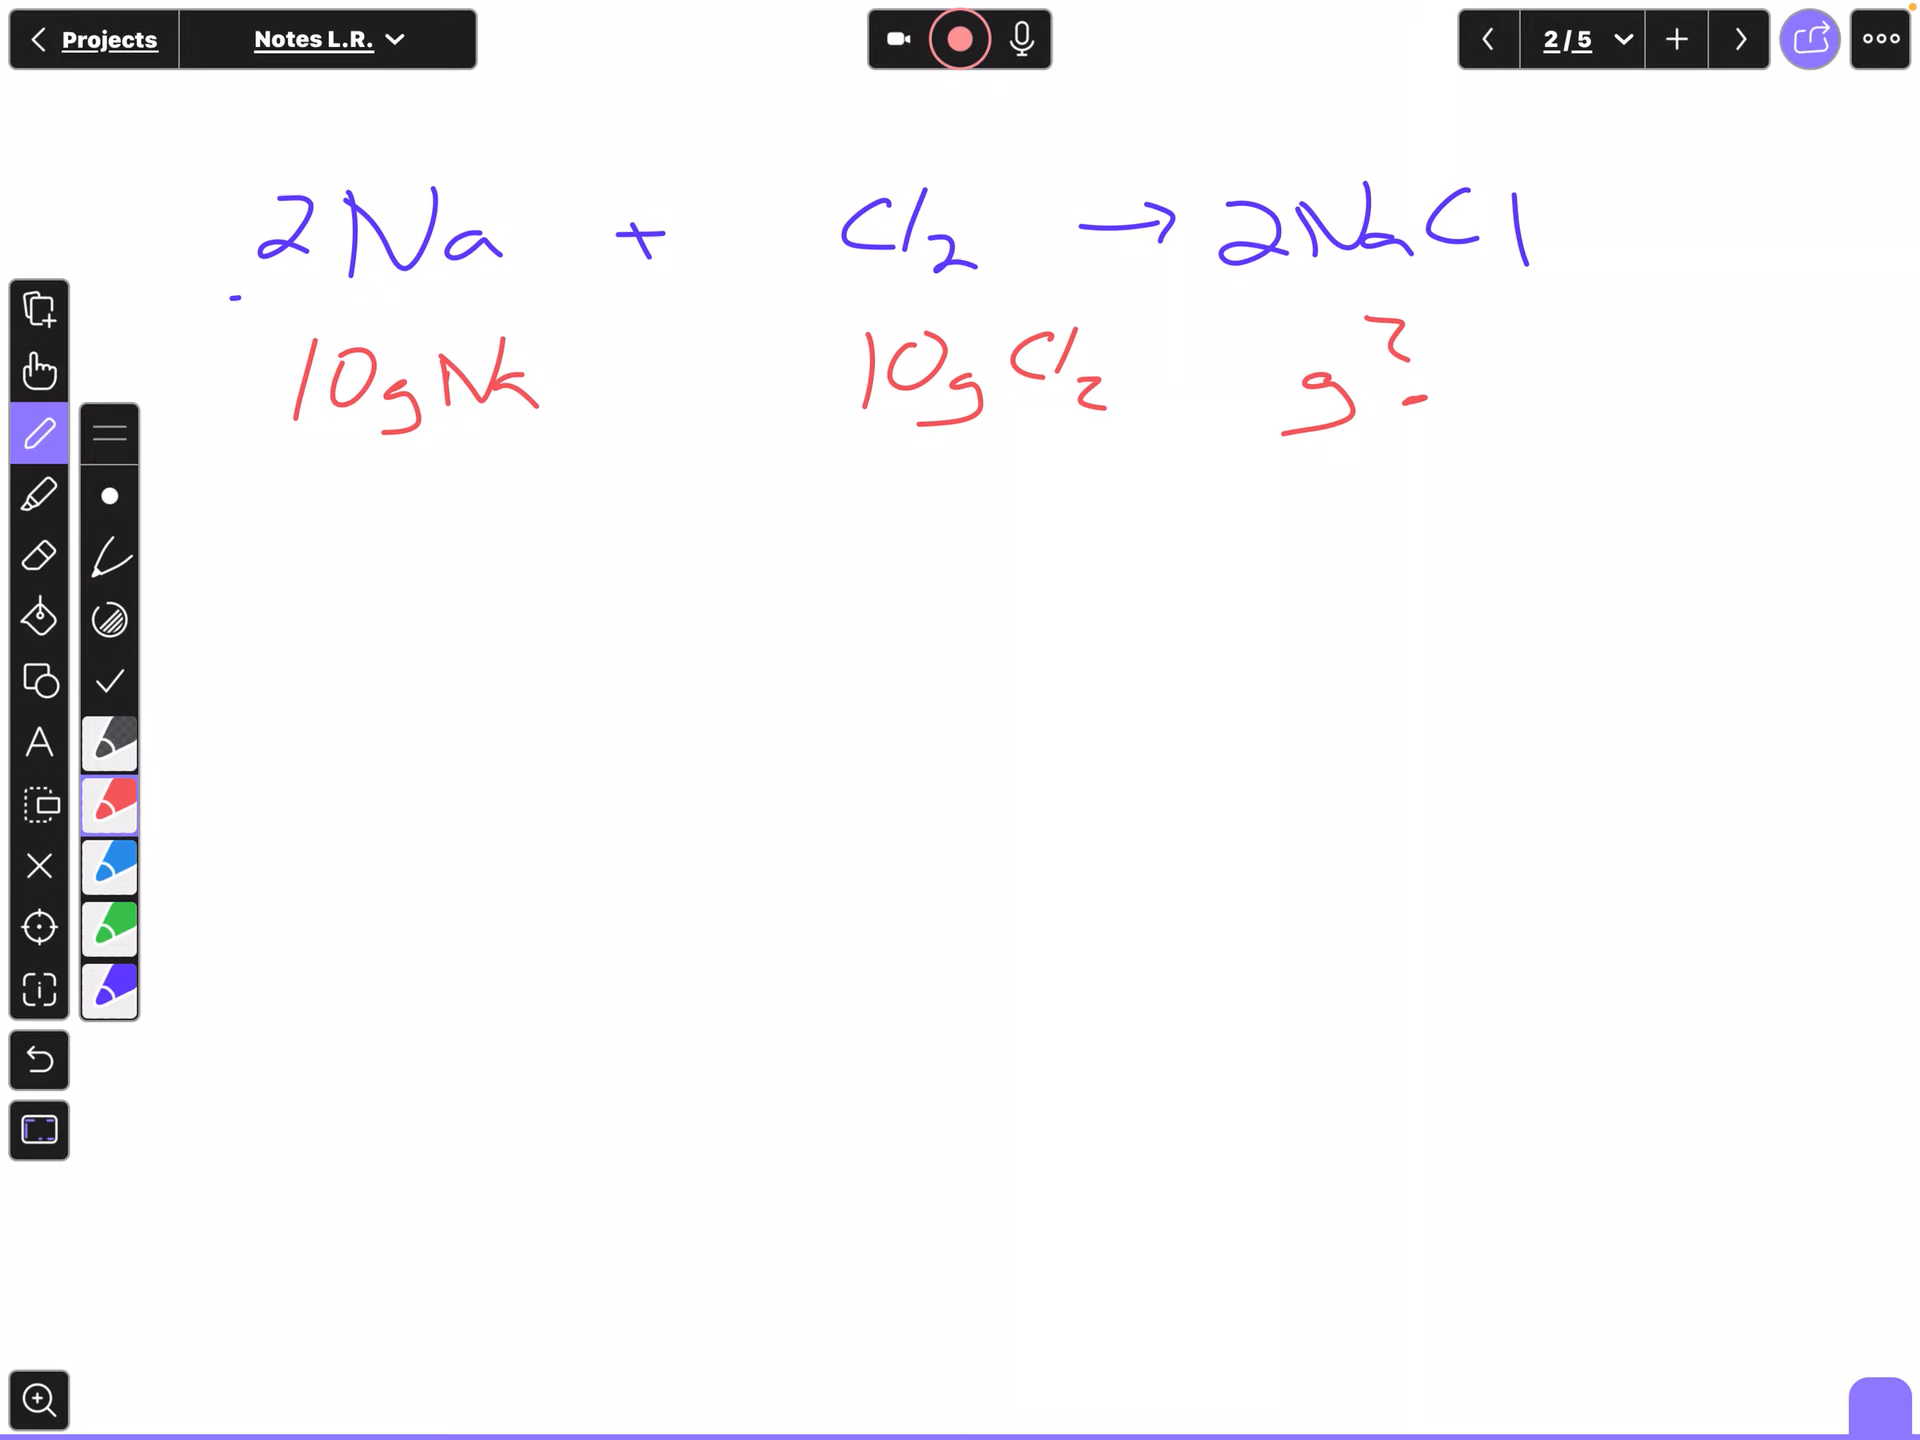 Projects Notes L.R. 2/5
2Na + Cl₂ → 2NaCl
10g Na 10g Cl₂ g?
A